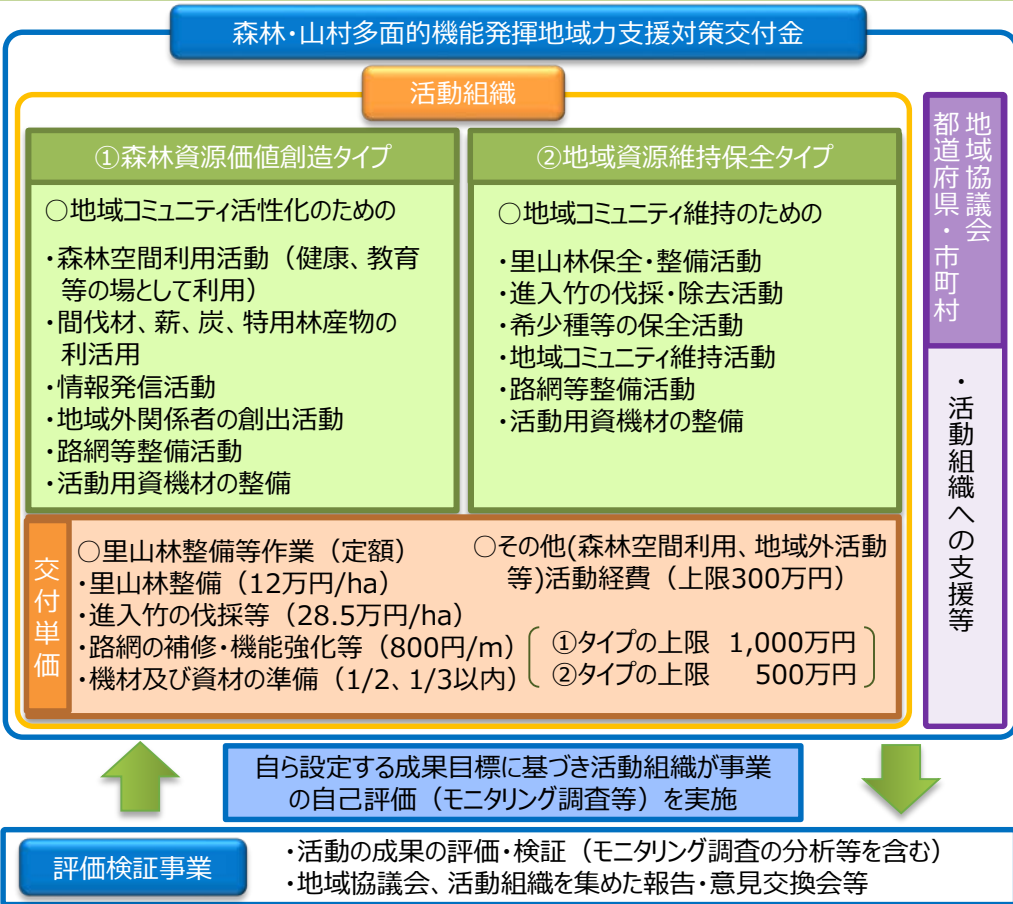 森林・山村多面的機能発揮地域力支援対策交付金
活動組織
①森林資源価値創造タイプ
○地域コミュニティ活性化のための
・森林空間利用活動（健康、教育
等の場として利用）
・間伐材、薪、炭、特用林産物の
利活用
・情報発信活動
・地域外関係者の創出活動
・路網等整備活動
・活動用資機材の整備
②地域資源維持保全タイプ
○地域コミュニティ維持のための
・里山林保全・整備活動
・進入竹の伐採・除去活動
・希少種等の保全活動
・地域コミュニティ維持活動
・路網等整備活動
・活動用資機材の整備
交付単価
○里山林整備等作業（定額）
・里山林整備（12万円/ha）
・進入竹の伐採等（28.5万円/ha）
・路網の補修・機能強化等（800円/m）
・機材及び資材の準備（1/2、1/3以内）
○その他(森林空間利用、地域外活動
等)活動経費（上限300万円）
①タイプの上限 1,000万円
②タイプの上限 500万円
地域協議会
都道府県・市町村
・活動組織への支援等
自ら設定する成果目標に基づき活動組織が事業
の自己評価（モニタリング調査等）を実施
評価検証事業
・活動の成果の評価・検証（モニタリング調査の分析等を含む）
・地域協議会、活動組織を集めた報告・意見交換会等